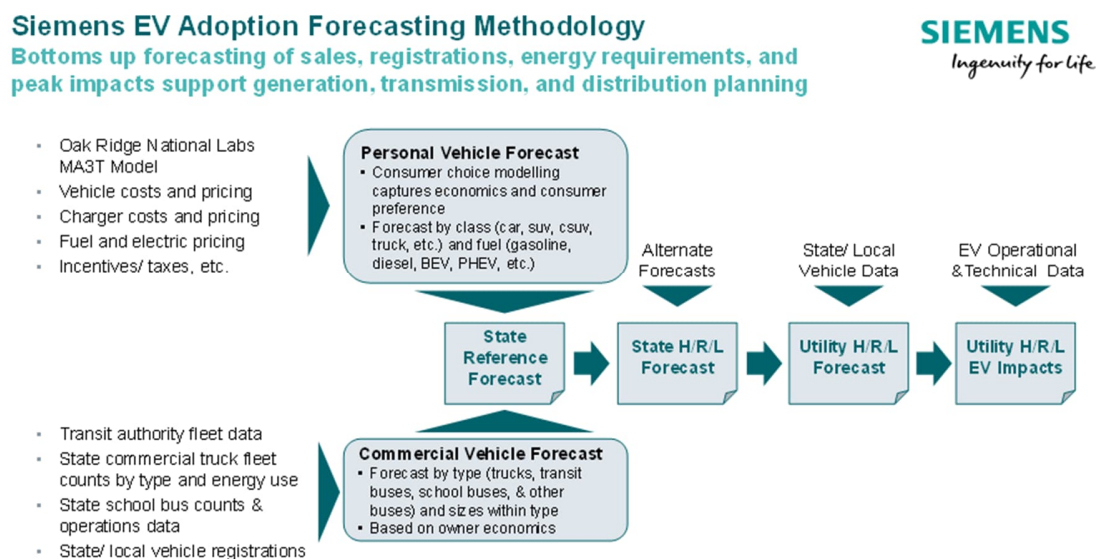 Siemens EV Adoption Forecasting Methodology
Bottoms up forecasting of sales, registrations, energy requirements, and
peak impacts support generation, transmission, and distribution planning
SIEMENS
Ingenuity for life
▪ Oak Ridge National Labs
MA3T Model
▪ Vehicle costs and pricing
▪ Charger costs and pricing
▪ Fuel and electric pricing
▪ Incentives/ taxes, etc.
Personal Vehicle Forecast
▪ Consumer choice modelling
captures economics and consumer
preference
▪ Forecast by class (car, suv, csuv,
truck, etc.) and fuel (gasoline,
diesel, BEV, PHEV, etc.)
Alternate
Forecasts
State/ Local
Vehicle Data
EV Operational
& Technical Data
State
Reference
Forecast
State H/R/L
Forecast
Utility H/R/L
Forecast
Utility H/R/L
EV Impacts
▪ Transit authority fleet data
▪ State commercial truck fleet
counts by type and energy use
▪ State school bus counts &
operations data
▪ State/ local vehicle registrations
Commercial Vehicle Forecast
▪ Forecast by type (trucks, transit
buses, school buses, & other
buses) and sizes within type
▪ Based on owner economics